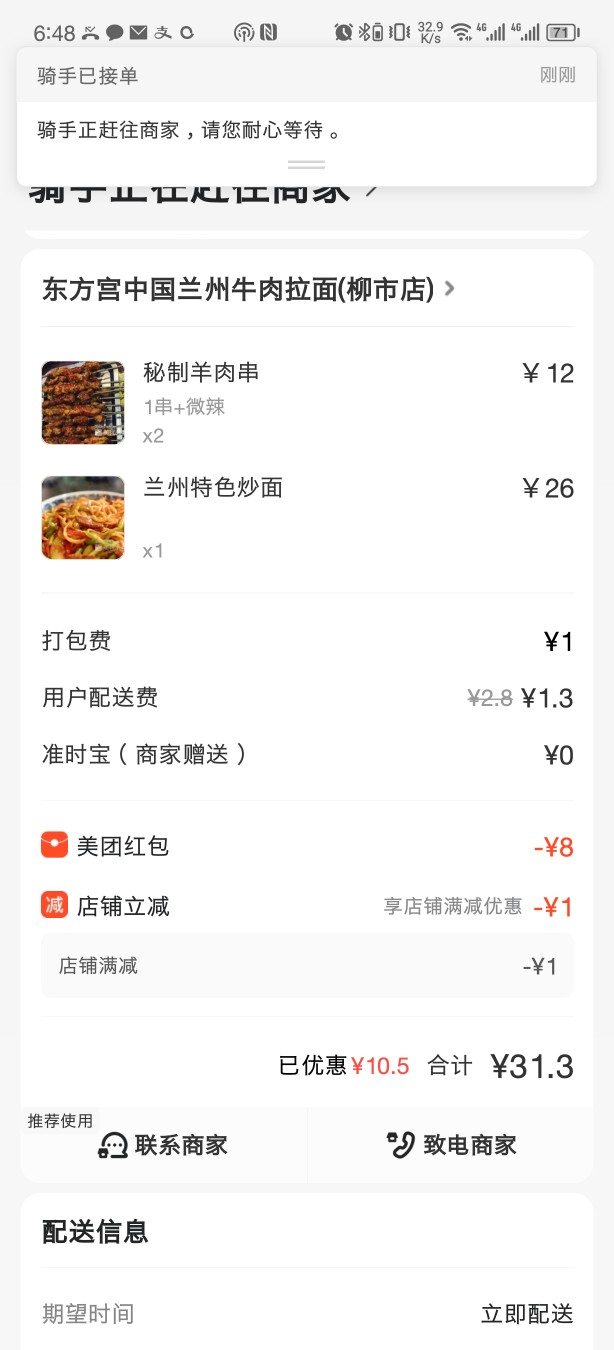 6:48 32.9 K/s 4G 4G 71
骑手已接单 刚刚
骑手正赶往商家，请您耐心等待。
骑手正在赶往商家
东方宫中国兰州牛肉拉面(柳市店)
秘制羊肉串 ¥12
1串+微辣
x2
兰州特色炒面 ¥26
x1
打包费 ¥1
用户配送费 ¥2.8 ¥1.3
准时宝（商家赠送） ¥0
美团红包 -¥8
减 店铺立减 享店铺满减优惠 -¥1
店铺满减 -¥1
已优惠¥10.5 合计 ¥31.3
推荐使用
联系商家 致电商家
配送信息
期望时间 立即配送